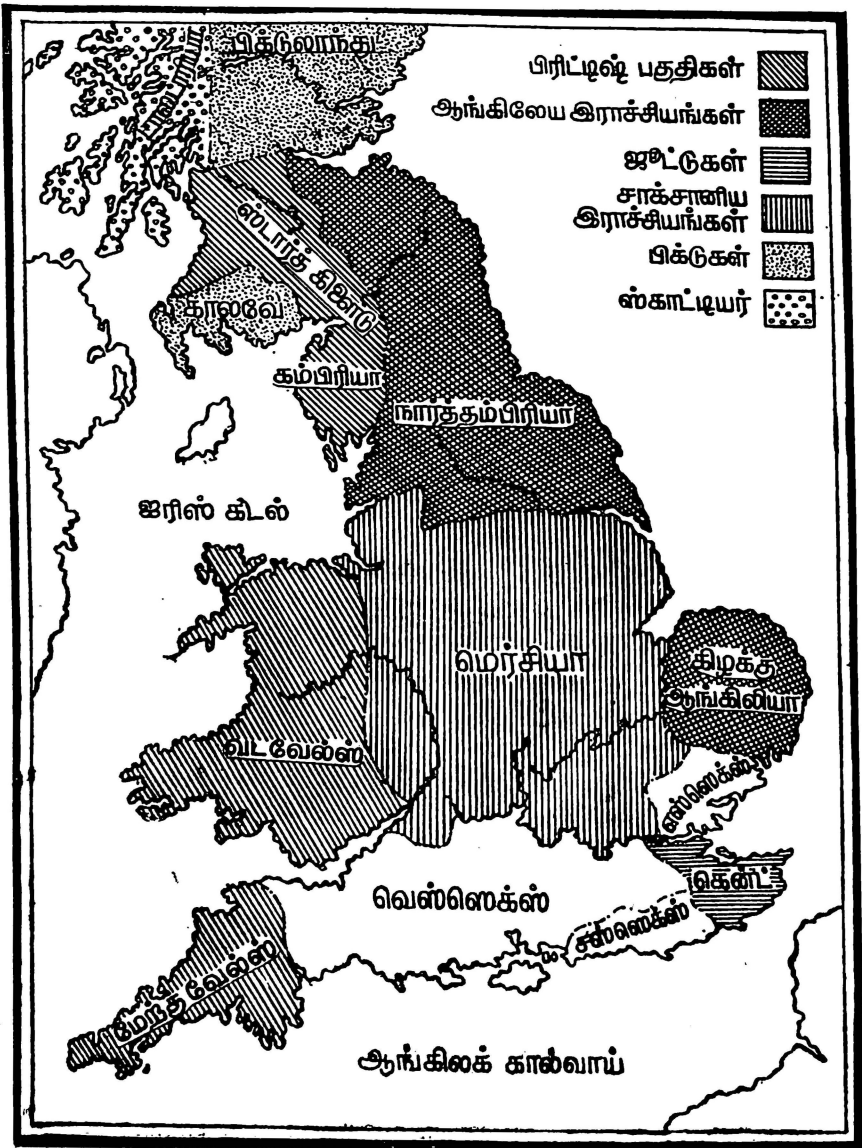 பிக்டுலாந்து
பிரிட்டிஷ் பகுதிகள்
ஆங்கிலேய இராச்சியங்கள்
ஜூட்டுகள்
சாக்சானிய
இராச்சியங்கள்
பிக்டுகள்
ஸ்காட்டியர்
ஸ்டார்த் கிளைடு
காலவே
கம்பிரியா
நார்த்தம்பிரியா
ஐரிஸ் கடல்
மெர்சியா
கிழக்கு
ஆங்கிலியா
வடவேல்ஸ்
எஸ்ஸெக்ஸ்
கென்ட்
வெஸ்ஸெக்ஸ்
சஸ்ஸெக்ஸ்
மேற்கு வேல்ஸ்
ஆங்கிலக் கால்வாய்